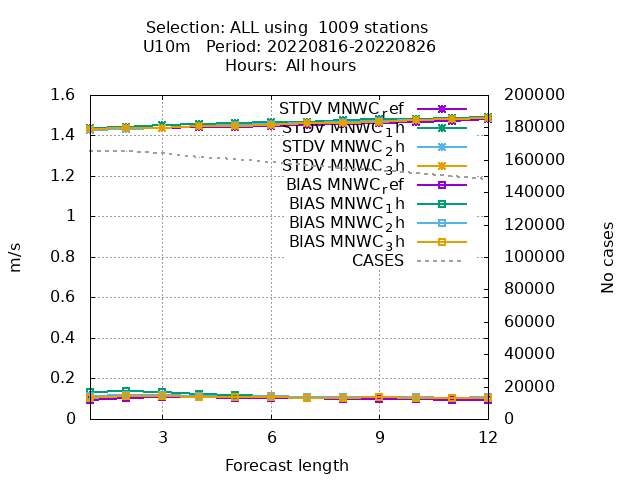 Selection: ALL using  1009 stations
U10m   Period: 20220816-20220826
Hours:  All hours
1.6
1.4
1.2
1
0.8
0.6
0.4
0.2
0
200000
180000
160000
140000
120000
100000
80000
60000
40000
20000
0
STDV MNWC_ref
STDV MNWC_1h
STDV MNWC_2h
STDV MNWC_3h
BIAS MNWC_ref
BIAS MNWC_1h
BIAS MNWC_2h
BIAS MNWC_3h
CASES
m/s
No cases
3 6 9 12
Forecast length